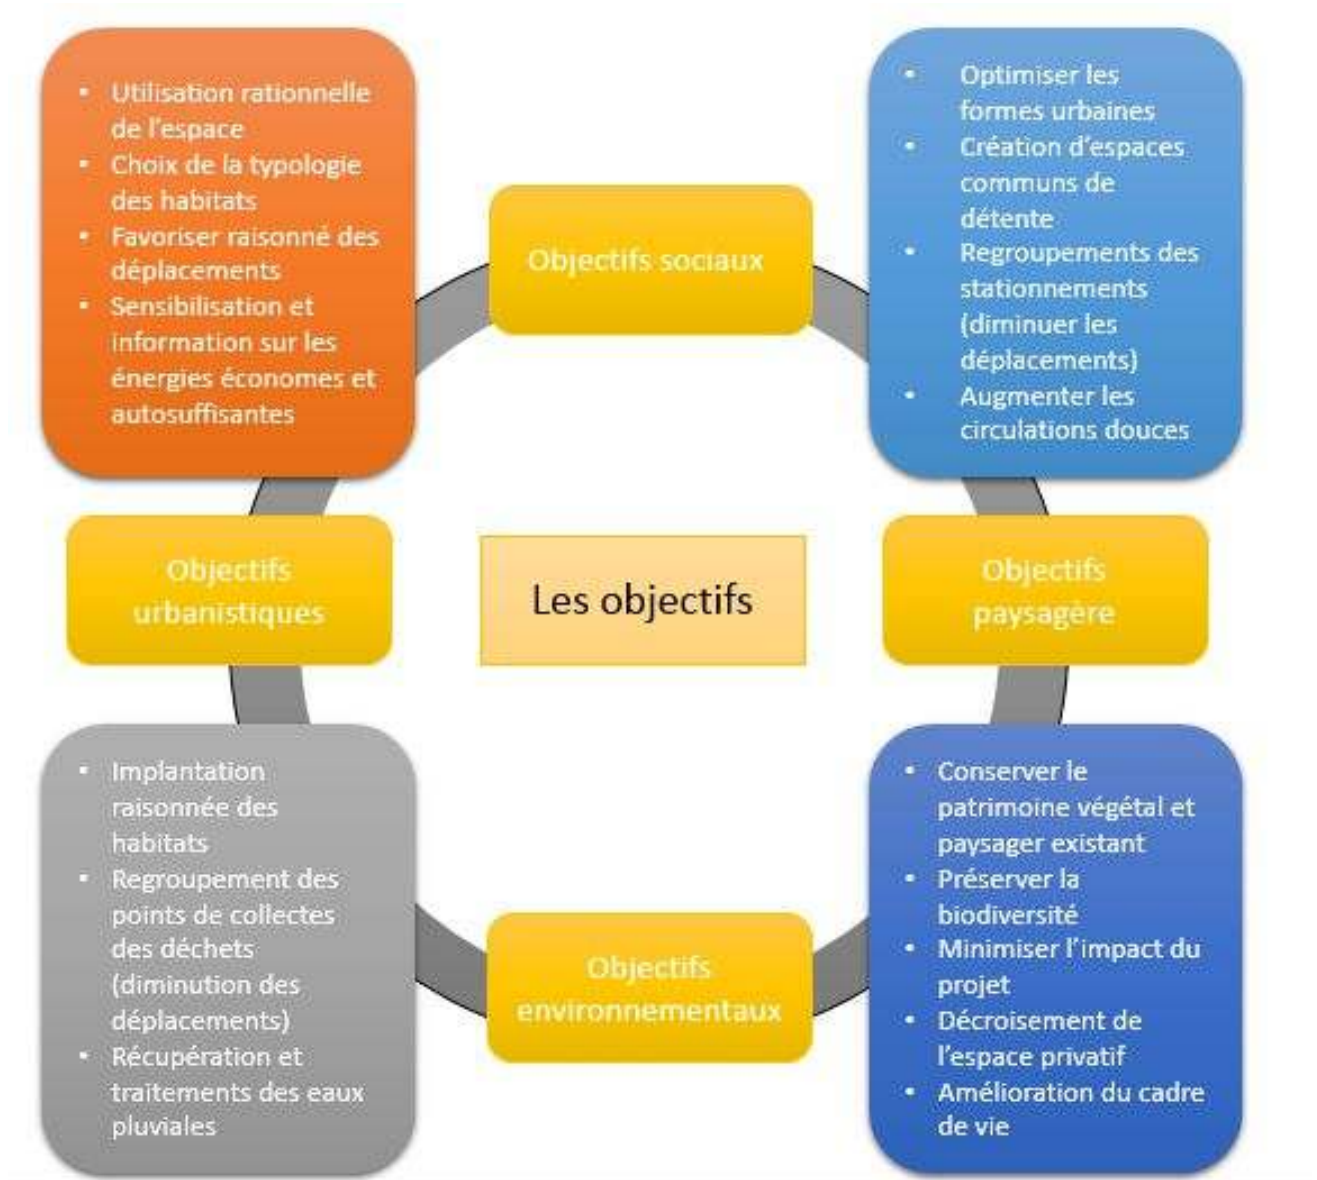 • Utilisation rationnelle
de l'espace
• Choix de la typologie
des habitats
• Favoriser raisonné des
déplacements
• Sensibilisation et
information sur les
énergies économes et
autosuffisantes
Objectifs sociaux
• Optimiser les
formes urbaines
• Création d'espaces
communs de
détente
• Regroupements des
stationnements
(diminuer les
déplacements)
• Augmenter les
circulations douces
Objectifs
urbanistiques
Les objectifs
Objectifs
paysagère
• Implantation
raisonnée des
habitats
• Regroupement des
points de collectes
des déchets
(diminution des
déplacements)
• Récupération et
traitements des eaux
pluviales
Objectifs
environnementaux
• Conserver le
patrimoine végétal et
paysager existant
• Préserver la
biodiversité
• Minimiser l'impact du
projet
• Décroisement de
l'espace privatif
• Amélioration du cadre
de vie